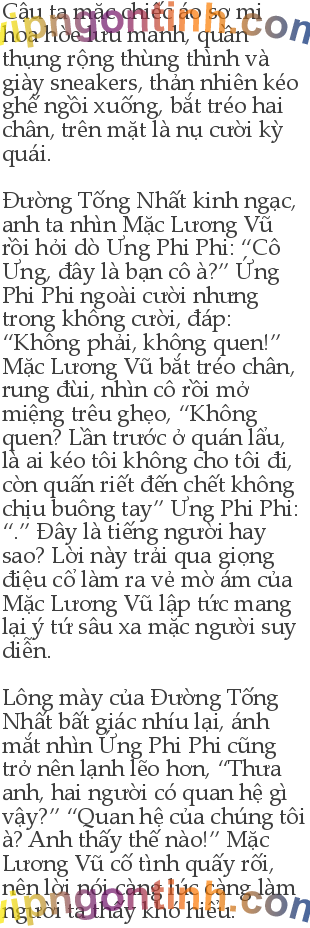 Cậu ta mặc chiếc áo sơ mi
hoa hòe lưu manh, quần
thụng rộng thùng thình và
giày sneakers, thản nhiên kéo
ghế ngồi xuống, bắt tréo hai
chân, trên mặt là nụ cười kỳ
quái.

Đường Tống Nhất kinh ngạc,
anh ta nhìn Mặc Lương Vũ
rồi hỏi dò Ưng Phi Phi: “Cô
Ưng, đây là bạn cô à?” Ưng
Phi Phi ngoài cười nhưng
trong không cười, đáp:
“Không phải, không quen!”
Mặc Lương Vũ bắt tréo chân,
rung đùi, nhìn cô rồi mở
miệng trêu ghẹo, “Không
quen? Lần trước ở quán lẩu,
là ai kéo tôi không cho tôi đi,
còn quấn riết đến chết không
chịu buông tay” Ưng Phi Phi:
“.” Đây là tiếng người hay
sao? Lời này trải qua giọng
điệu cố làm ra vẻ mờ ám của
Mặc Lương Vũ lập tức mang
lại ý tứ sâu xa mặc người suy
diễn.

Lông mày của Đường Tống
Nhất bất giác nhíu lại, ánh
mắt nhìn Ưng Phi Phi cũng
trở nên lạnh lẽo hơn, “Thưa
anh, hai người có quan hệ gì
vậy?” “Quan hệ của chúng tôi
à? Anh thấy thế nào!” Mặc
Lương Vũ cố tình quấy rối,
nên lời nói càng lúc càng làm
người ta thấy khó hiểu.
vipngontinh.com
vipngontinh.com